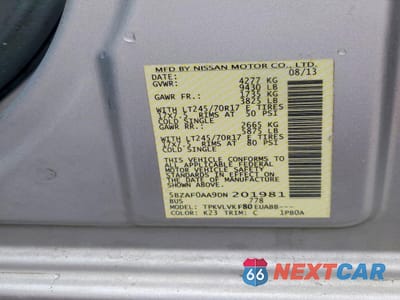 MFD BY NISSAN MOTOR CO., LTD.
DATE: 08/13
GVWR: 4277 KG
9430 LB
GAWR FR.: 1735 KG
3825 LB
WITH LT245/70R17 E TIRES
17X7.5 RIMS AT 50 PSI
COLD SINGLE
GAWR RR.: 2665 KG
5875 LB
WITH LT245/70R17 E TIRES
17X7.5 RIMS AT 80 PSI
COLD SINGLE
THIS VEHICLE CONFORMS TO ALL
APPLICABLE FEDERAL MOTOR
VEHICLE SAFETY STANDARDS
IN EFFECT ON THE DATE OF
MANUFACTURE SHOWN ABOVE.
5BZAF0AA9DN 201981
BUS 778
MODEL: TPKVLVKF80EUABB---
COLOR: K23 TRIM: C 1PB0A
66 NEXTCAR